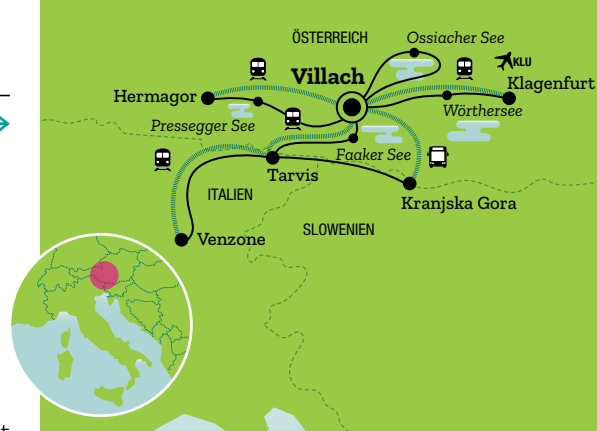 ÖSTERREICH
Ossiacher See
KLU
Villach
Klagenfurt
Hermagor
Wörthersee
Pressegger See
Faaker See
Tarvis
ITALIEN
Kranjska Gora
SLOWENIEN
Venzone
t